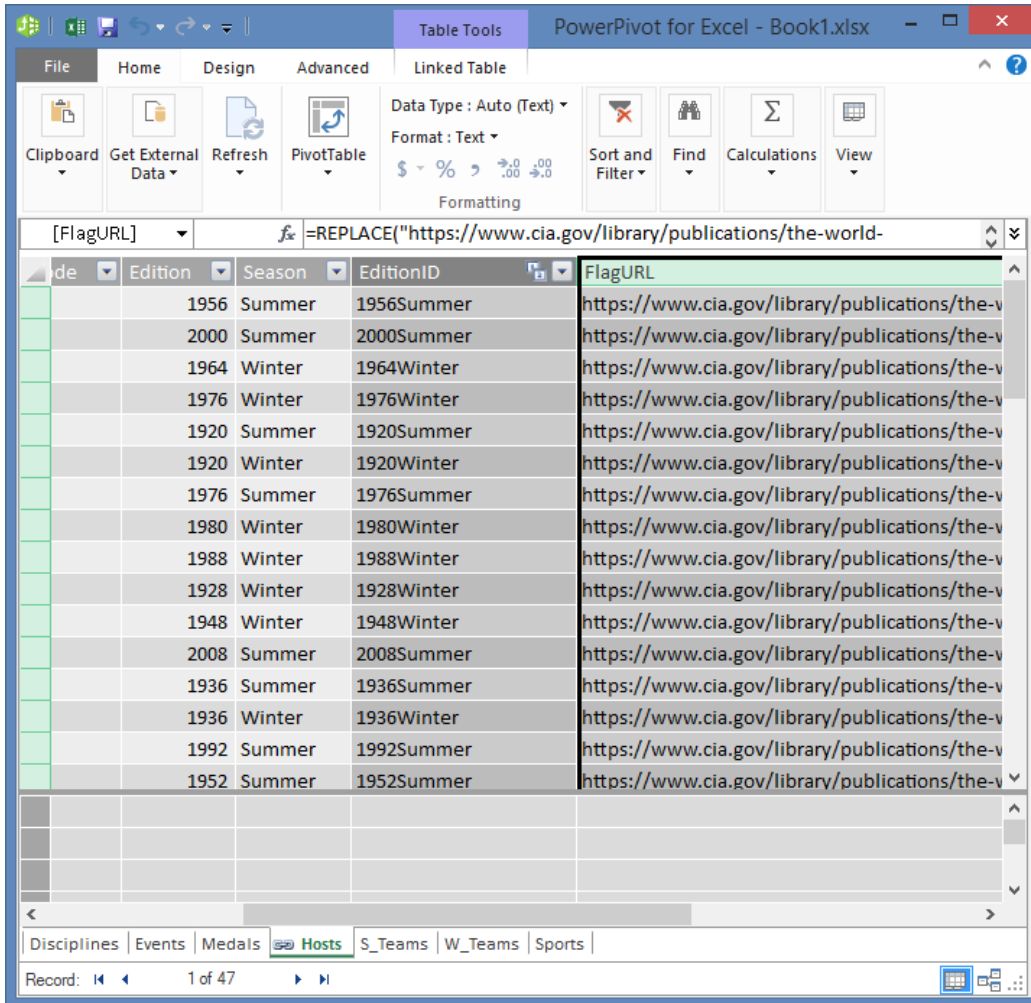 Table Tools PowerPivot for Excel - Book1.xlsx
File Home Design Advanced Linked Table
Clipboard
Get External Data
Refresh
PivotTable
Data Type : Auto (Text)
Format : Text
$ % , .00 .00
Formatting
Sort and Filter
Find
Calculations
View
[FlagURL] fx =REPLACE("https://www.cia.gov/library/publications/the-world-
de Edition Season EditionID FlagURL
1956 Summer 1956Summer https://www.cia.gov/library/publications/the-w
2000 Summer 2000Summer https://www.cia.gov/library/publications/the-w
1964 Winter 1964Winter https://www.cia.gov/library/publications/the-w
1976 Winter 1976Winter https://www.cia.gov/library/publications/the-w
1920 Summer 1920Summer https://www.cia.gov/library/publications/the-w
1920 Winter 1920Winter https://www.cia.gov/library/publications/the-w
1976 Summer 1976Summer https://www.cia.gov/library/publications/the-w
1980 Winter 1980Winter https://www.cia.gov/library/publications/the-w
1988 Winter 1988Winter https://www.cia.gov/library/publications/the-w
1928 Winter 1928Winter https://www.cia.gov/library/publications/the-w
1948 Winter 1948Winter https://www.cia.gov/library/publications/the-w
2008 Summer 2008Summer https://www.cia.gov/library/publications/the-w
1936 Summer 1936Summer https://www.cia.gov/library/publications/the-w
1936 Winter 1936Winter https://www.cia.gov/library/publications/the-w
1992 Summer 1992Summer https://www.cia.gov/library/publications/the-w
1952 Summer 1952Summer https://www.cia.gov/library/publications/the-w
Disciplines Events Medals Hosts S_Teams W_Teams Sports
Record: 1 of 47